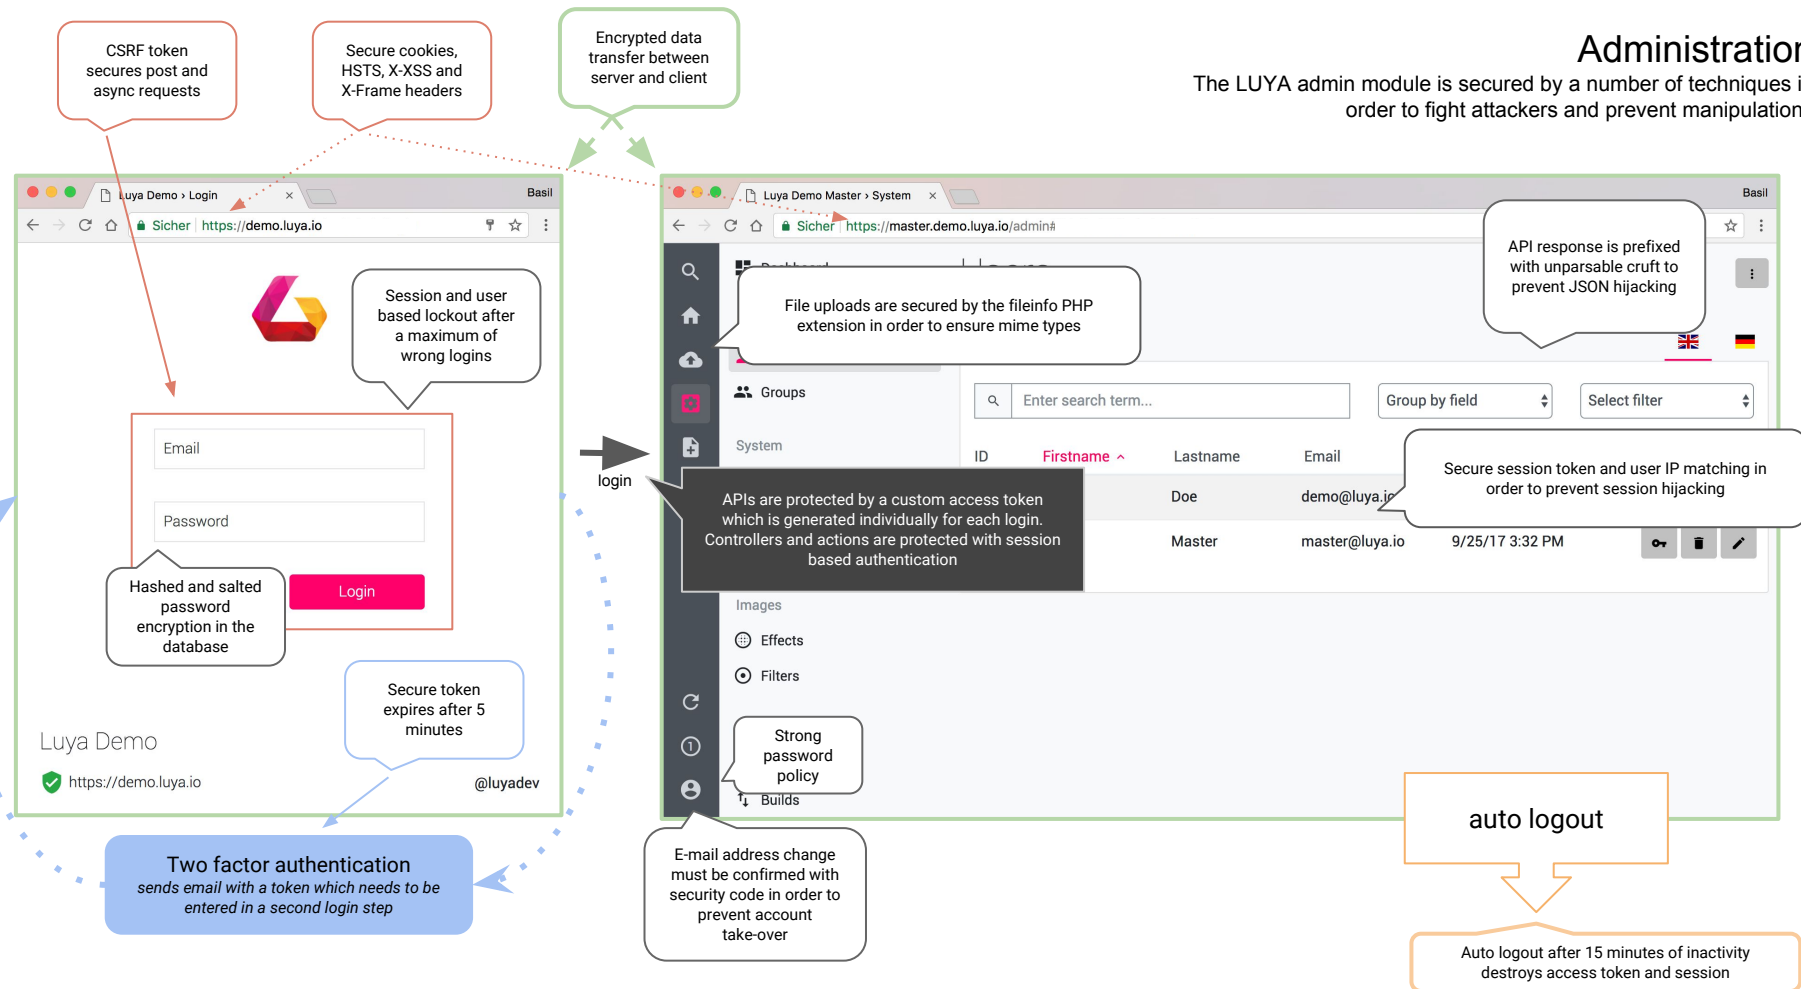 Administration
The LUYA admin module is secured by a number of techniques i
order to fight attackers and prevent manipulation
CSRF token
secures post and
async requests
Secure cookies,
HSTS, X-XSS and
X-Frame headers
Encrypted data
transfer between
server and client
Luya Demo › Login
Basil
Sicher
https://demo.luya.io
Session and user
based lockout after
a maximum of
wrong logins
Email
Password
Login
Hashed and salted
password
encryption in the
database
Secure token
expires after 5
minutes
Luya Demo
https://demo.luya.io
@luyadev
Two factor authentication
sends email with a token which needs to be
entered in a second login step
login
Luya Demo Master › System
Basil
Sicher
https://master.demo.luya.io/admin#
API response is prefixed
with unparsable cruft to
prevent JSON hijacking
File uploads are secured by the fileinfo PHP
extension in order to ensure mime types
Groups
Enter search term...
Group by field
Select filter
System
ID
Firstname
Lastname
Email
Secure session token and user IP matching in
order to prevent session hijacking
APIs are protected by a custom access token
which is generated individually for each login.
Controllers and actions are protected with session
based authentication
Doe
demo@luya.io
Master
master@luya.io
9/25/17 3:32 PM
Images
Effects
Filters
Strong
password
policy
Builds
E-mail address change
must be confirmed with
security code in order to
prevent account
take-over
auto logout
Auto logout after 15 minutes of inactivity
destroys access token and session